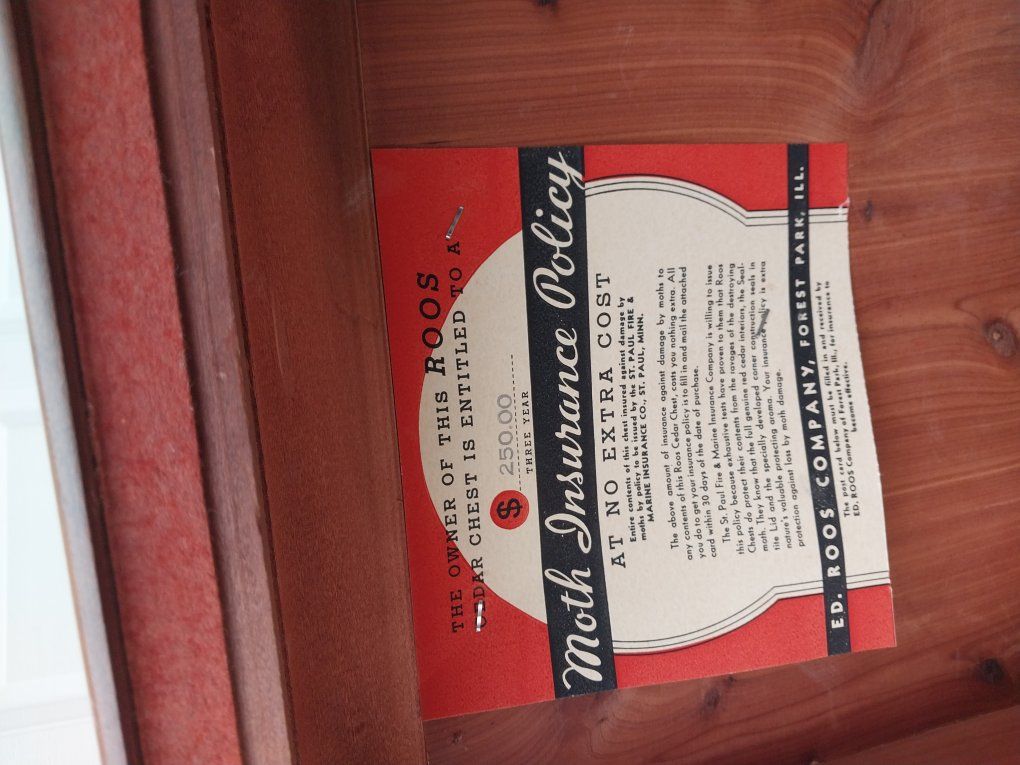 THE OWNER OF THIS ROOS
CEDAR CHEST IS ENTITLED TO A
$ 250.00
THREE YEAR
Moth Insurance Policy
AT NO EXTRA COST
Entire contents of this chest insured against damage by
moths by policy to be issued by the ST. PAUL FIRE &
MARINE INSURANCE CO., ST. PAUL, MINN.
The above amount of insurance against damage by moths to
any contents of this Roos Cedar Chest, costs you nothing extra. All
you do to get your insurance policy is to fill in and mail the attached
card within 30 days of the date of purchase.
The St. Paul Fire & Marine Insurance Company is willing to issue
this policy because exhaustive tests have proven to them that Roos
Chests do protect their contents from the ravages of the destroying
moth. They know that the full genuine red cedar interiors, the Seal-
tite Lid and the specially developed corner construction seals in
nature's valuable protecting aroma. Your insurance policy is extra
protection against loss by moth damage.
ED. ROOS COMPANY, FOREST PARK, ILL.
The post card below must be filled in and received by
ED. ROOS Company of Forest Park, Ill., for insurance to
become effective.